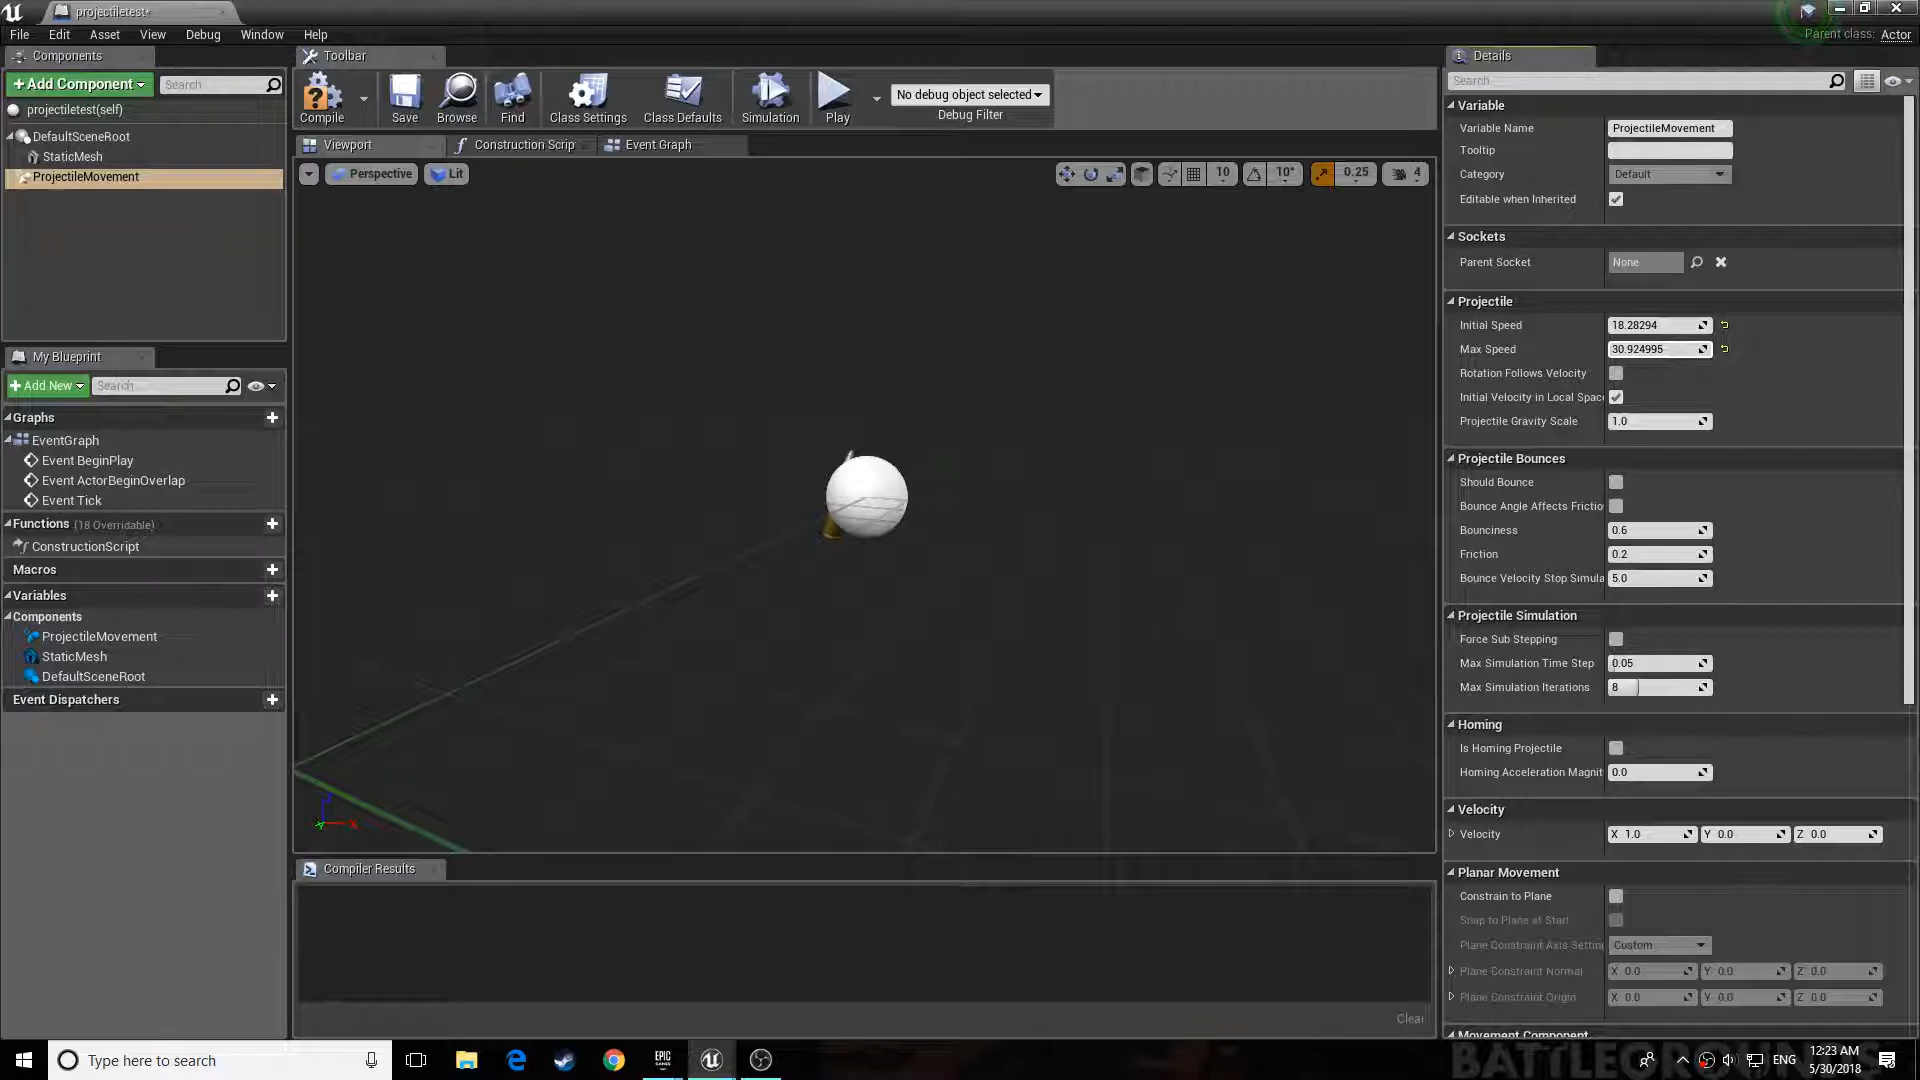 projectiletest*
File Edit Asset View Debug Window Help
Parent class: Actor
Components
+Add Component
Search
projectiletest(self)
DefaultSceneRoot
StaticMesh
ProjectileMovement
My Blueprint
+Add New
Search
Graphs
EventGraph
Event BeginPlay
Event ActorBeginOverlap
Event Tick
Functions (18 Overridable)
ConstructionScript
Macros
Variables
Components
ProjectileMovement
StaticMesh
DefaultSceneRoot
Event Dispatchers
Toolbar
Compile Save Browse Find Class Settings Class Defaults Simulation Play
No debug object selected
Debug Filter
Viewport Construction Scrip Event Graph
Perspective Lit
10 10° 0.25 4
Z
Y X
Compiler Results
Clear
Details
Search
Variable
Variable Name ProjectileMovement
Tooltip
Category Default
Editable when Inherited
Sockets
Parent Socket None
Projectile
Initial Speed 18.28294
Max Speed 30.924995
Rotation Follows Velocity
Initial Velocity in Local Space
Projectile Gravity Scale 1.0
Projectile Bounces
Should Bounce
Bounce Angle Affects Frictio
Bounciness 0.6
Friction 0.2
Bounce Velocity Stop Simula 5.0
Projectile Simulation
Force Sub Stepping
Max Simulation Time Step 0.05
Max Simulation Iterations 8
Homing
Is Homing Projectile
Homing Acceleration Magnit 0.0
Velocity
Velocity X 1.0 Y 0.0 Z 0.0
Planar Movement
Constrain to Plane
Snap to Plane at Start
Plane Constraint Axis Settin Custom
Plane Constraint Normal X 0.0 Y 0.0 Z 0.0
Plane Constraint Origin X 0.0 Y 0.0 Z 0.0
Movement Component
Type here to search
EPIC GAMES
BATTLEGROUNDS
ENG
12:23 AM
5/30/2018